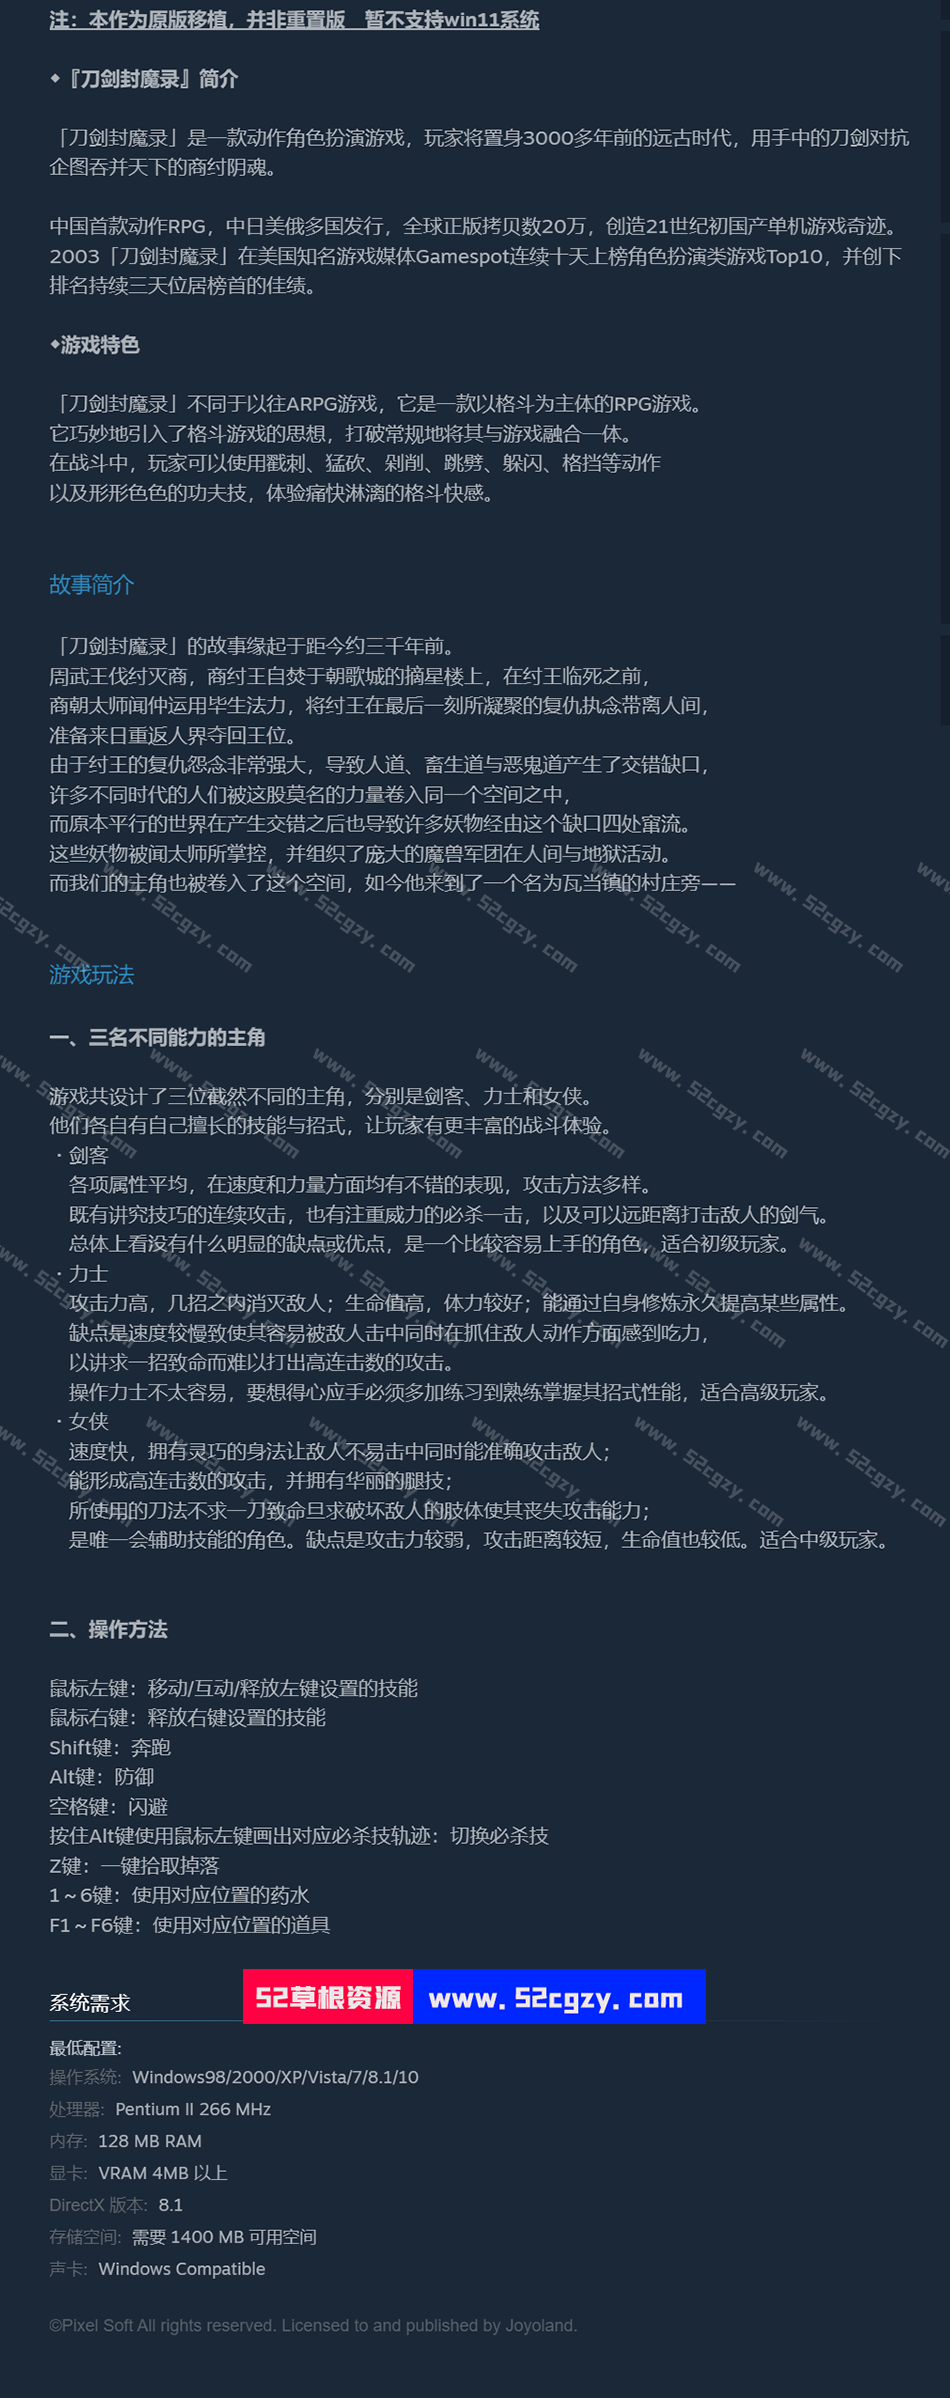 注：本作为原版移植，并非重置版　暂不支持win11系统
◆『刀剑封魔录』简介
「刀剑封魔录」是一款动作角色扮演游戏，玩家将置身3000多年前的远古时代，用手中的刀剑对抗
企图吞并天下的商纣阴魂。
中国首款动作RPG，中日美俄多国发行，全球正版拷贝数20万，创造21世纪初国产单机游戏奇迹。
2003「刀剑封魔录」在美国知名游戏媒体Gamespot连续十天上榜角色扮演类游戏Top10，并创下
排名持续三天位居榜首的佳绩。
◆游戏特色
「刀剑封魔录」不同于以往ARPG游戏，它是一款以格斗为主体的RPG游戏。
它巧妙地引入了格斗游戏的思想，打破常规地将其与游戏融合一体。
在战斗中，玩家可以使用戳刺、猛砍、剁削、跳劈、躲闪、格挡等动作
以及形形色色的功夫技，体验痛快淋漓的格斗快感。
故事简介
「刀剑封魔录」的故事缘起于距今约三千年前。
周武王伐纣灭商，商纣王自焚于朝歌城的摘星楼上，在纣王临死之前，
商朝太师闻仲运用毕生法力，将纣王在最后一刻所凝聚的复仇执念带离人间，
准备来日重返人界夺回王位。
由于纣王的复仇怨念非常强大，导致人道、畜生道与恶鬼道产生了交错缺口，
许多不同时代的人们被这股莫名的力量卷入同一个空间之中，
而原本平行的世界在产生交错之后也导致许多妖物经由这个缺口四处窜流。
这些妖物被闻太师所掌控，并组织了庞大的魔兽军团在人间与地狱活动。
而我们的主角也被卷入了这个空间，如今他来到了一个名为瓦当镇的村庄旁——
游戏玩法
一、三名不同能力的主角
游戏共设计了三位截然不同的主角，分别是剑客、力士和女侠。
他们各自有自己擅长的技能与招式，让玩家有更丰富的战斗体验。
・剑客
各项属性平均，在速度和力量方面均有不错的表现，攻击方法多样。
既有讲究技巧的连续攻击，也有注重威力的必杀一击，以及可以远距离打击敌人的剑气。
总体上看没有什么明显的缺点或优点，是一个比较容易上手的角色，适合初级玩家。
・力士
攻击力高，几招之内消灭敌人；生命值高，体力较好；能通过自身修炼永久提高某些属性。
缺点是速度较慢致使其容易被敌人击中同时在抓住敌人动作方面感到吃力，
以讲求一招致命而难以打出高连击数的攻击。
操作力士不太容易，要想得心应手必须多加练习到熟练掌握其招式性能，适合高级玩家。
・女侠
速度快，拥有灵巧的身法让敌人不易击中同时能准确攻击敌人；
能形成高连击数的攻击，并拥有华丽的腿技；
所使用的刀法不求一刀致命旦求破坏敌人的肢体使其丧失攻击能力；
是唯一会辅助技能的角色。缺点是攻击力较弱，攻击距离较短，生命值也较低。适合中级玩家。
二、操作方法
鼠标左键：移动/互动/释放左键设置的技能
鼠标右键：释放右键设置的技能
Shift键：奔跑
Alt键：防御
空格键：闪避
按住Alt键使用鼠标左键画出对应必杀技轨迹：切换必杀技
Z键：一键拾取掉落
1～6键：使用对应位置的药水
F1～F6键：使用对应位置的道具
系统需求
52草根资源 www.52cgzy.com
最低配置:
操作系统: Windows98/2000/XP/Vista/7/8.1/10
处理器: Pentium II 266 MHz
内存: 128 MB RAM
显卡: VRAM 4MB 以上
DirectX 版本: 8.1
存储空间: 需要 1400 MB 可用空间
声卡: Windows Compatible
©Pixel Soft All rights reserved. Licensed to and published by Joyoland.